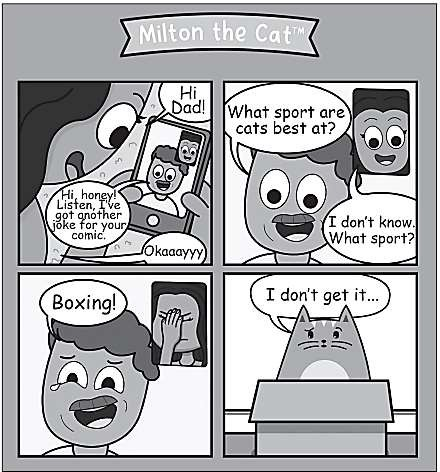 Milton the Cat™
Hi
Dad!
Hi, honey!
Listen, I've
got another
joke for your
comic.
Okaaayyy
What sport are
cats best at?
I don't know.
What sport?
Boxing!
I don't get it...